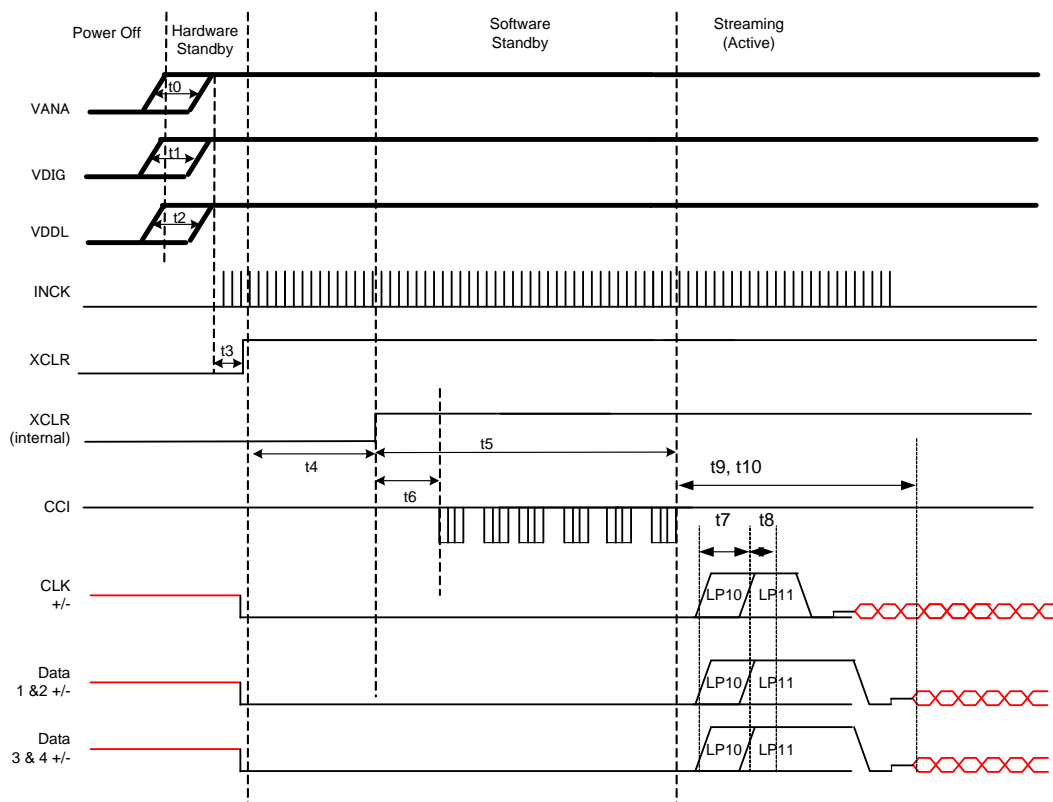 Power Off
Hardware
Standby
Software
Standby
Streaming
(Active)
VANA
t0
VDIG
t1
VDDL
t2
INCK
XCLR
t3
XCLR
(internal)
t4
t5
t6
t9, t10
CCI
t7
t8
CLK
+/-
LP10
LP11
Data
1 &2 +/-
LP10
LP11
Data
3 & 4 +/-
LP10
LP11